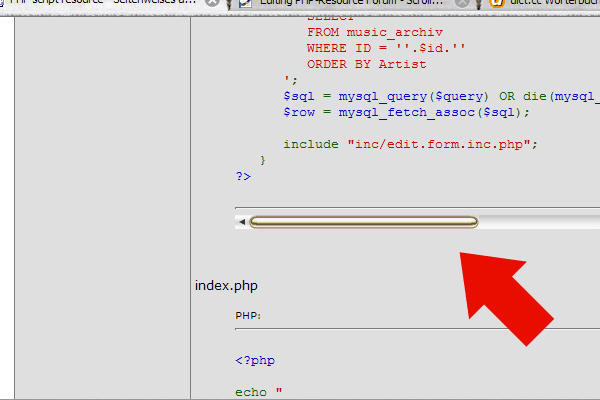 PHP-script resource - Seitenweises a...
Editing PHP-Resource Forum - Scroll...
dict.cc Wörterbuch
SELECT
FROM music_archiv
WHERE ID = ''.$id.''
ORDER BY Artist
';
$sql = mysql_query($query) OR die(mysql_
$row = mysql_fetch_assoc($sql);
include "inc/edit.form.inc.php";
}
?>
index.php
PHP:
<?php
echo "